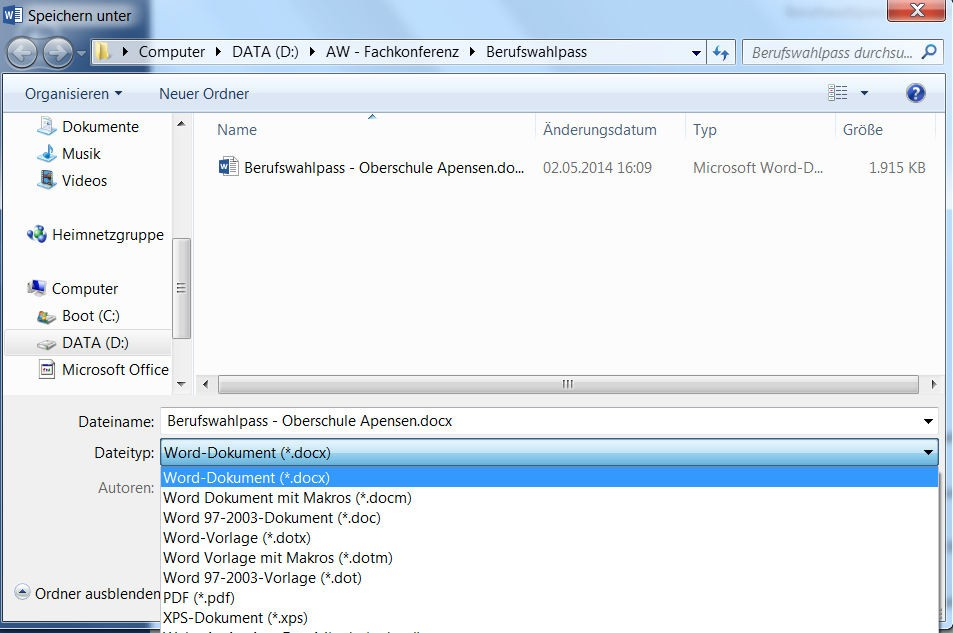 Speichern unter
Computer DATA (D:) AW - Fachkonferenz Berufswahlpass Berufswahlpass durchsu...
Organisieren Neuer Ordner
Dokumente
Musik
Videos
Heimnetzgruppe
Computer
Boot (C:)
DATA (D:)
Microsoft Office
Name Änderungsdatum Typ Größe
Berufswahlpass - Oberschule Apensen.do... 02.05.2014 16:09 Microsoft Word-D... 1.915 KB
Dateiname: Berufswahlpass - Oberschule Apensen.docx
Dateityp: Word-Dokument (*.docx)
Autoren:
Word-Dokument (*.docx)
Word Dokument mit Makros (*.docm)
Word 97-2003-Dokument (*.doc)
Word-Vorlage (*.dotx)
Word Vorlage mit Makros (*.dotm)
Word 97-2003-Vorlage (*.dot)
PDF (*.pdf)
XPS-Dokument (*.xps)
Ordner ausblenden